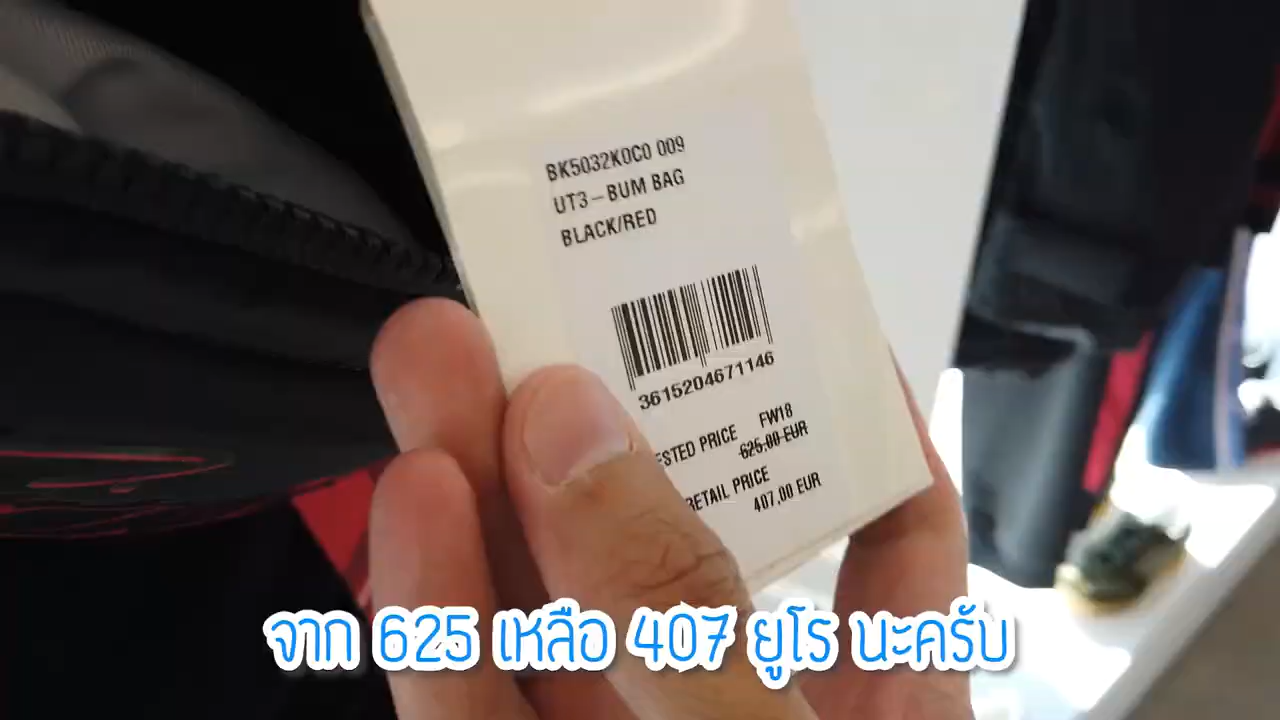 BK5032K0C0 009
UT3-BUM BAG
BLACK/RED
3615204671146
FW18
PRICE 625.00 EUR
RETAIL PRICE
407,00 EUR
จาก 625 เหลือ 407 ยูโร นะครับ